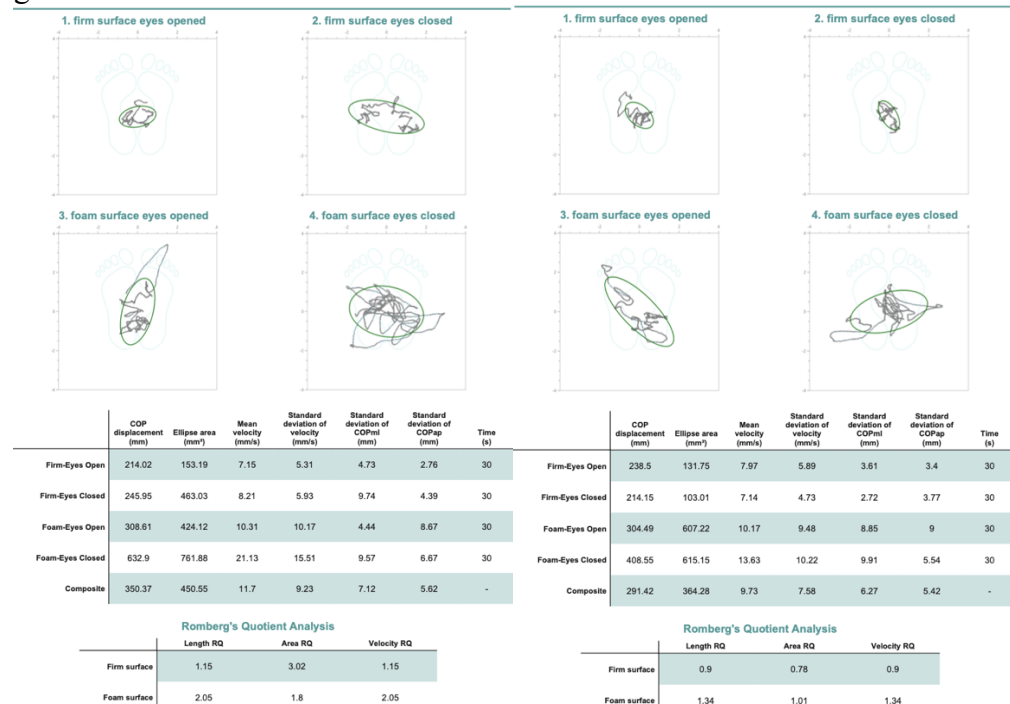 1. firm surface eyes opened
2. firm surface eyes closed
3. foam surface eyes opened
4. foam surface eyes closed
COP displacement (mm) Ellipse area (mm²) Mean velocity (mm/s) Standard deviation of velocity (mm/s) Standard deviation of COPml (mm) Standard deviation of COPap (mm) Time (s)
Firm-Eyes Open 214.02 153.19 7.15 5.31 4.73 2.76 30
Firm-Eyes Closed 245.95 463.03 8.21 5.93 9.74 4.39 30
Foam-Eyes Open 308.61 424.12 10.31 10.17 4.44 8.67 30
Foam-Eyes Closed 632.9 761.88 21.13 15.51 9.57 6.67 30
Composite 350.37 450.55 11.7 9.23 7.12 5.62 -
Romberg's Quotient Analysis
Length RQ Area RQ Velocity RQ
Firm surface 1.15 3.02 1.15
Foam surface 2.05 1.8 2.05
1. firm surface eyes opened
2. firm surface eyes closed
3. foam surface eyes opened
4. foam surface eyes closed
COP displacement (mm) Ellipse area (mm²) Mean velocity (mm/s) Standard deviation of velocity (mm/s) Standard deviation of COPml (mm) Standard deviation of COPap (mm) Time (s)
Firm-Eyes Open 238.5 131.75 7.97 5.89 3.61 3.4 30
Firm-Eyes Closed 214.15 103.01 7.14 4.73 2.72 3.77 30
Foam-Eyes Open 304.49 607.22 10.17 9.48 8.85 9 30
Foam-Eyes Closed 408.55 615.15 13.63 10.22 9.91 5.54 30
Composite 291.42 364.28 9.73 7.58 6.27 5.42 -
Romberg's Quotient Analysis
Length RQ Area RQ Velocity RQ
Firm surface 0.9 0.78 0.9
Foam surface 1.34 1.01 1.34